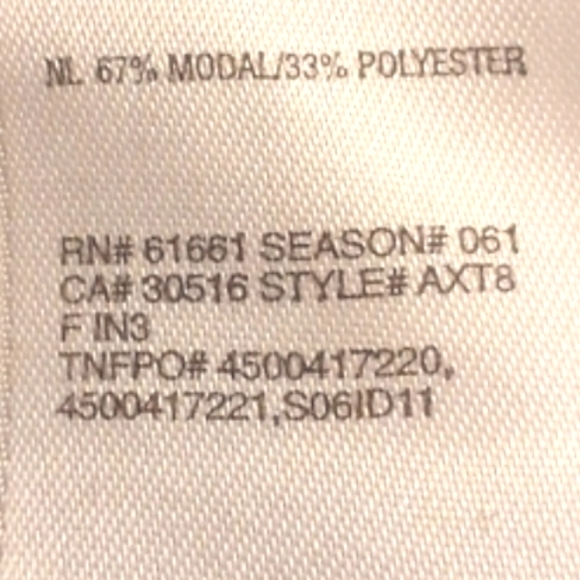 NL 67% MODAL/33% POLYESTER
RN# 61661 SEASON# 061
CA# 30516 STYLE# AXT8
F IN3
TNFPO# 4500417220,
4500417221,S06ID11